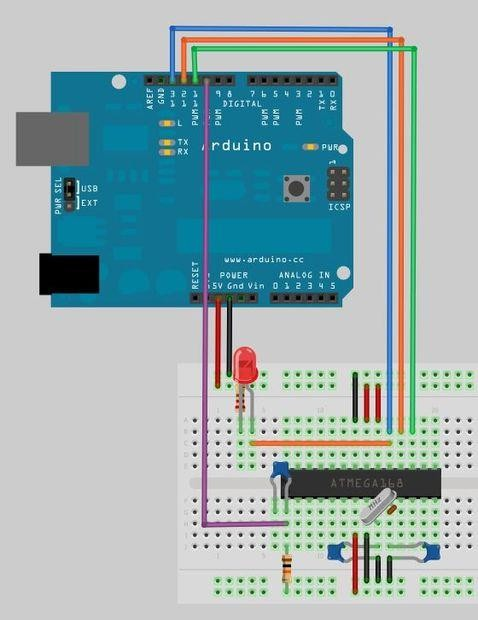 AREF
GND
13
12
11
9
8
7
6
5
4
3
2
1
0
PWM
PWM
PWM
PWM
PWM
PWM
TX
RX
DIGITAL
L
TX
RX
Arduino
PWR
1
ICSP
PWR SEL
USB
EXT
www.arduino.cc
RESET
5V
Gnd
Vin
POWER
ANALOG IN
0 1 2 3 4 5
ATMEGA168
MHZ